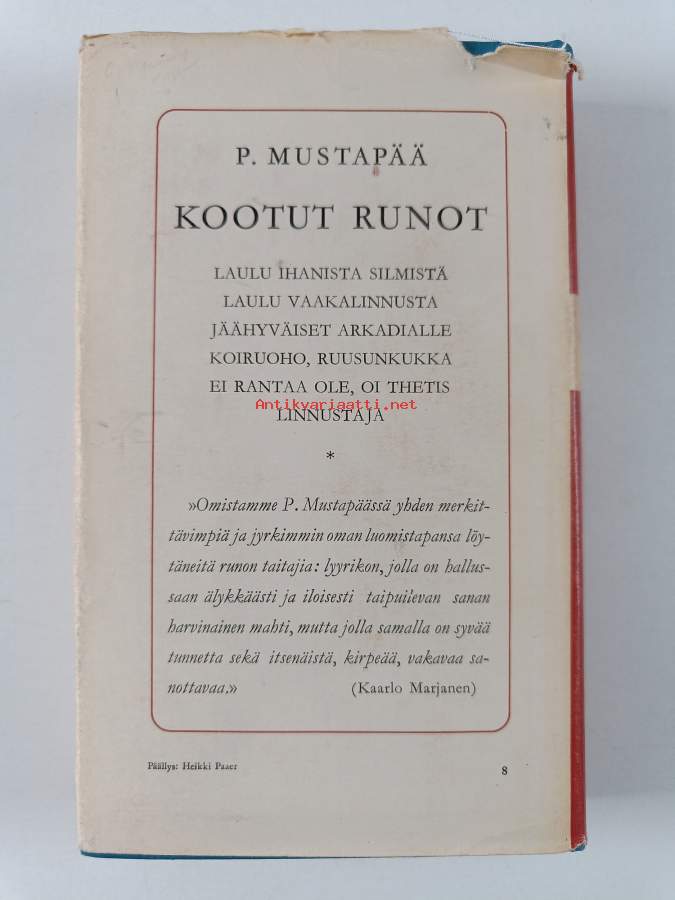 P. MUSTAPÄÄ
KOOTUT RUNOT
LAULU IHANISTA SILMISTÄ
LAULU VAAKALINNUSTA
JÄÄHYVÄISET ARKADIALLE
KOIRUOHO, RUUSUNKUKKA
EI RANTAA OLE, OI THETIS
Antikvariaatti.net
LINNUSTAJA
*
»Omistamme P. Mustapäässä yhden merkit-
tävimpiä ja jyrkimmin oman luomistapansa löy-
täneitä runon taitajia: lyyrikon, jolla on hallus-
saan älykkäästi ja iloisesti taipuilevan sanan
harvinainen mahti, mutta jolla samalla on syvää
tunnetta sekä itsenäistä, kirpeää, vakavaa sa-
nottavaa.» (Kaarlo Marjanen)
Päällys: Heikki Paaer 8